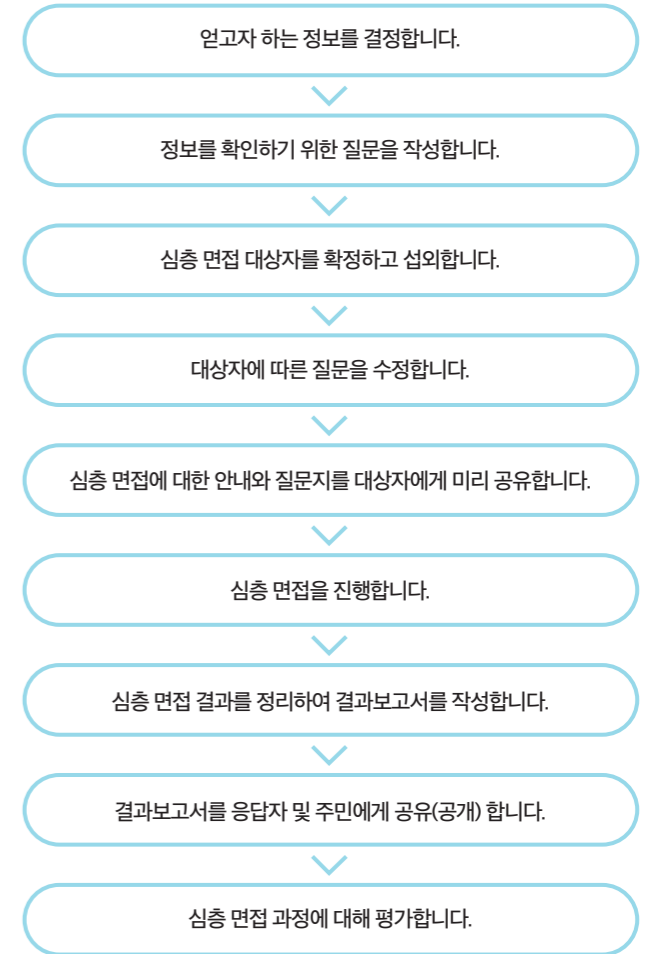 얻고자 하는 정보를 결정합니다.
정보를 확인하기 위한 질문을 작성합니다.
심층 면접 대상자를 확정하고 섭외합니다.
대상자에 따른 질문을 수정합니다.
심층 면접에 대한 안내와 질문지를 대상자에게 미리 공유합니다.
심층 면접을 진행합니다.
심층 면접 결과를 정리하여 결과보고서를 작성합니다.
결과보고서를 응답자 및 주민에게 공유(공개) 합니다.
심층 면접 과정에 대해 평가합니다.